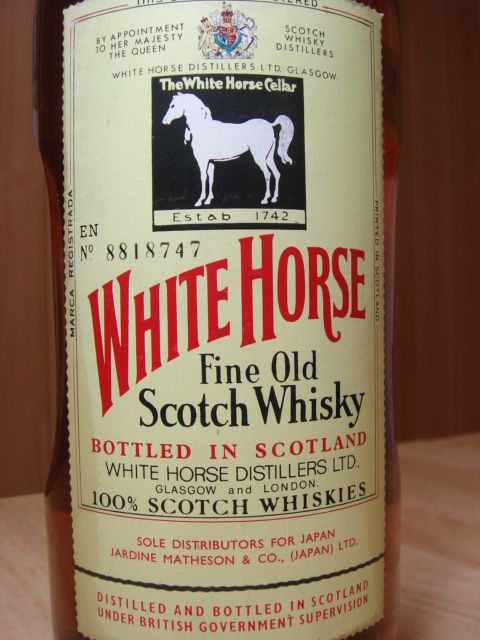 BY APPOINTMENT
TO HER MAJESTY
THE QUEEN
SCOTCH
WHISKY
DISTILLERS
WHITE HORSE DISTILLERS LTD. GLASGOW
The White Horse Cellar
Estab 1742
EN
Nº 8818747
MARCA REGISTRADA
PRINTED IN SCOTLAND
WHITE HORSE
Fine Old
Scotch Whisky
BOTTLED IN SCOTLAND
WHITE HORSE DISTILLERS LTD.,
GLASGOW and LONDON.
100% SCOTCH WHISKIES
SOLE DISTRIBUTORS FOR JAPAN
JARDINE MATHESON & CO., (JAPAN) LTD.
DISTILLED AND BOTTLED IN SCOTLAND
UNDER BRITISH GOVERNMENT SUPERVISION